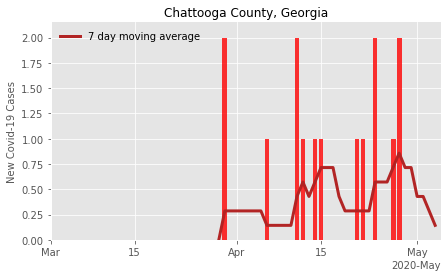 Chattooga County, Georgia
7 day moving average
New Covid-19 Cases
2.00
1.75
1.50
1.25
1.00
0.75
0.50
0.25
0.00
Mar
15
Apr
15
May
2020-May